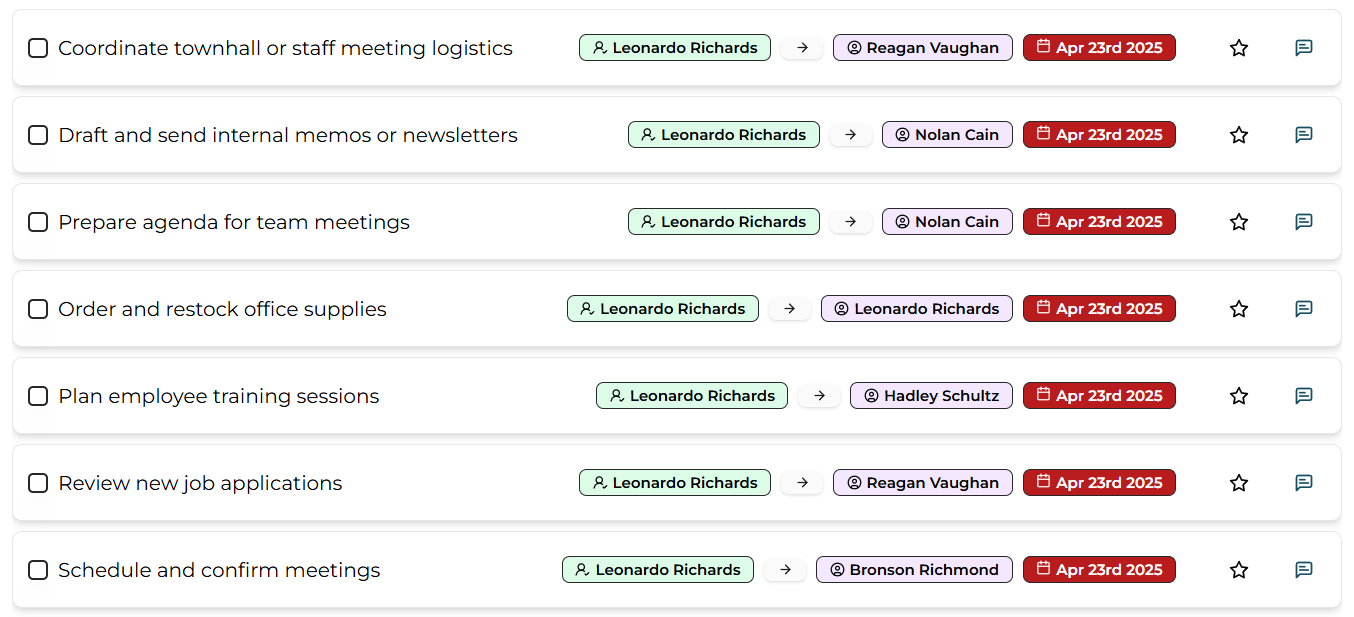 Coordinate townhall or staff meeting logistics Leonardo Richards → Reagan Vaughan Apr 23rd 2025
Draft and send internal memos or newsletters Leonardo Richards → Nolan Cain Apr 23rd 2025
Prepare agenda for team meetings Leonardo Richards → Nolan Cain Apr 23rd 2025
Order and restock office supplies Leonardo Richards → Leonardo Richards Apr 23rd 2025
Plan employee training sessions Leonardo Richards → Hadley Schultz Apr 23rd 2025
Review new job applications Leonardo Richards → Reagan Vaughan Apr 23rd 2025
Schedule and confirm meetings Leonardo Richards → Bronson Richmond Apr 23rd 2025